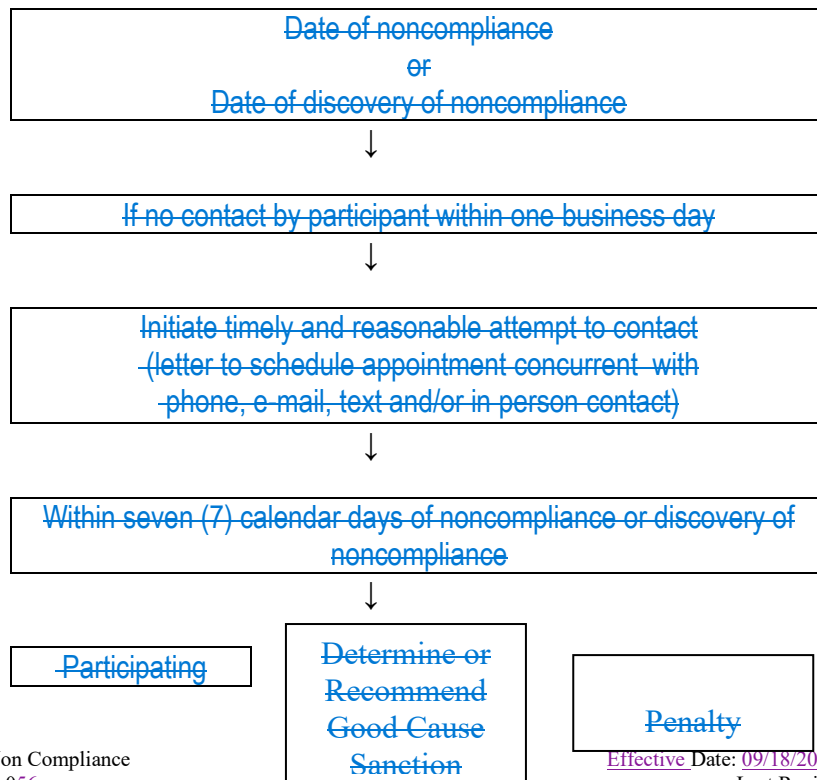 Date of noncompliance
or
Date of discovery of noncompliance
↓
If no contact by participant within one business day
↓
Initiate timely and reasonable attempt to contact
(letter to schedule appointment concurrent with
phone, e-mail, text and/or in person contact)
↓
Within seven (7) calendar days of noncompliance or discovery of
noncompliance
↓
Participating
Determine or
Recommend
Good Cause
Sanction
Penalty
on Compliance
Effective Date: 09/18/20